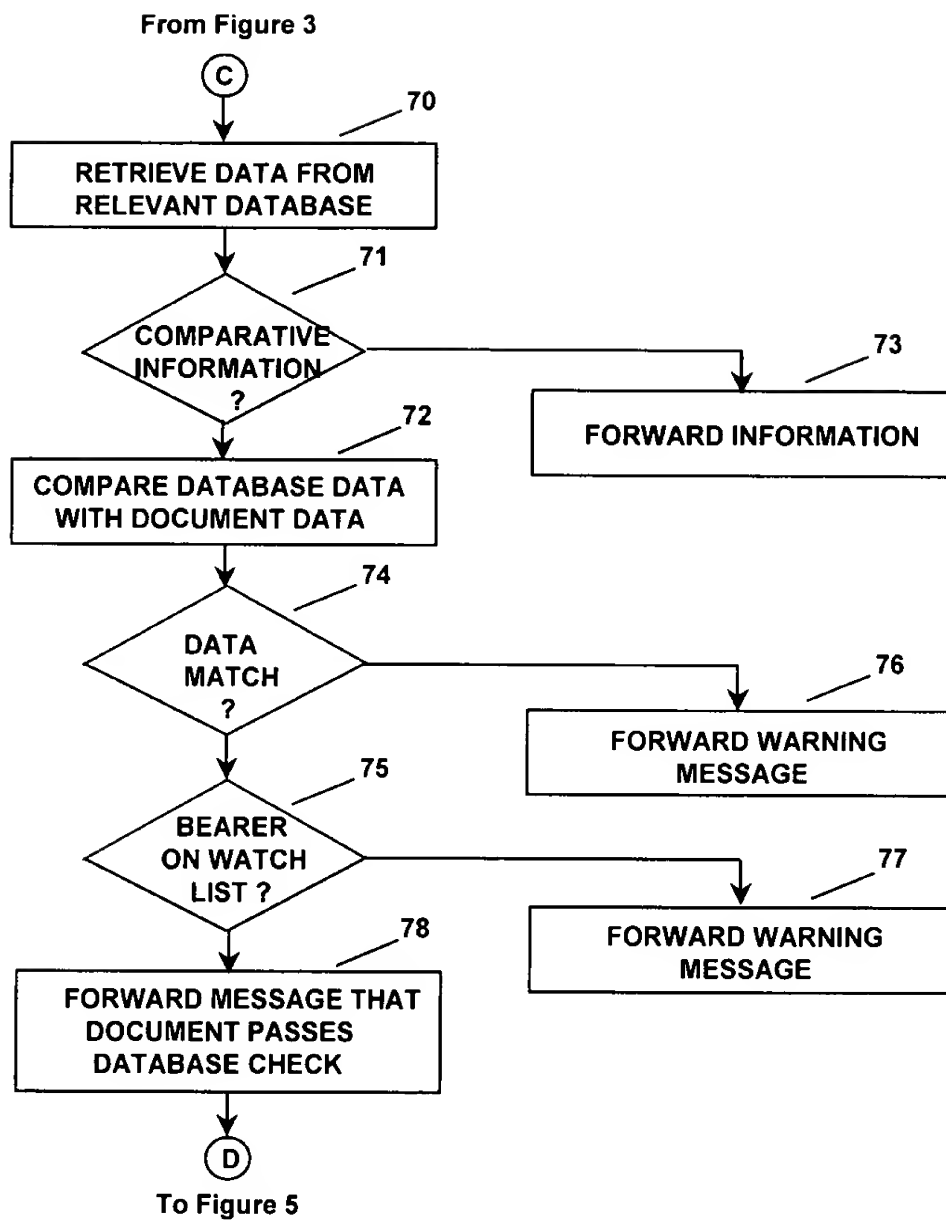 From Figure 3
C
70
RETRIEVE DATA FROM
RELEVANT DATABASE
71
COMPARATIVE
INFORMATION
?
73
FORWARD INFORMATION
72
COMPARE DATABASE DATA
WITH DOCUMENT DATA
74
DATA
MATCH
?
76
FORWARD WARNING
MESSAGE
75
BEARER
ON WATCH
LIST ?
77
FORWARD WARNING
MESSAGE
78
FORWARD MESSAGE THAT
DOCUMENT PASSES
DATABASE CHECK
D
To Figure 5